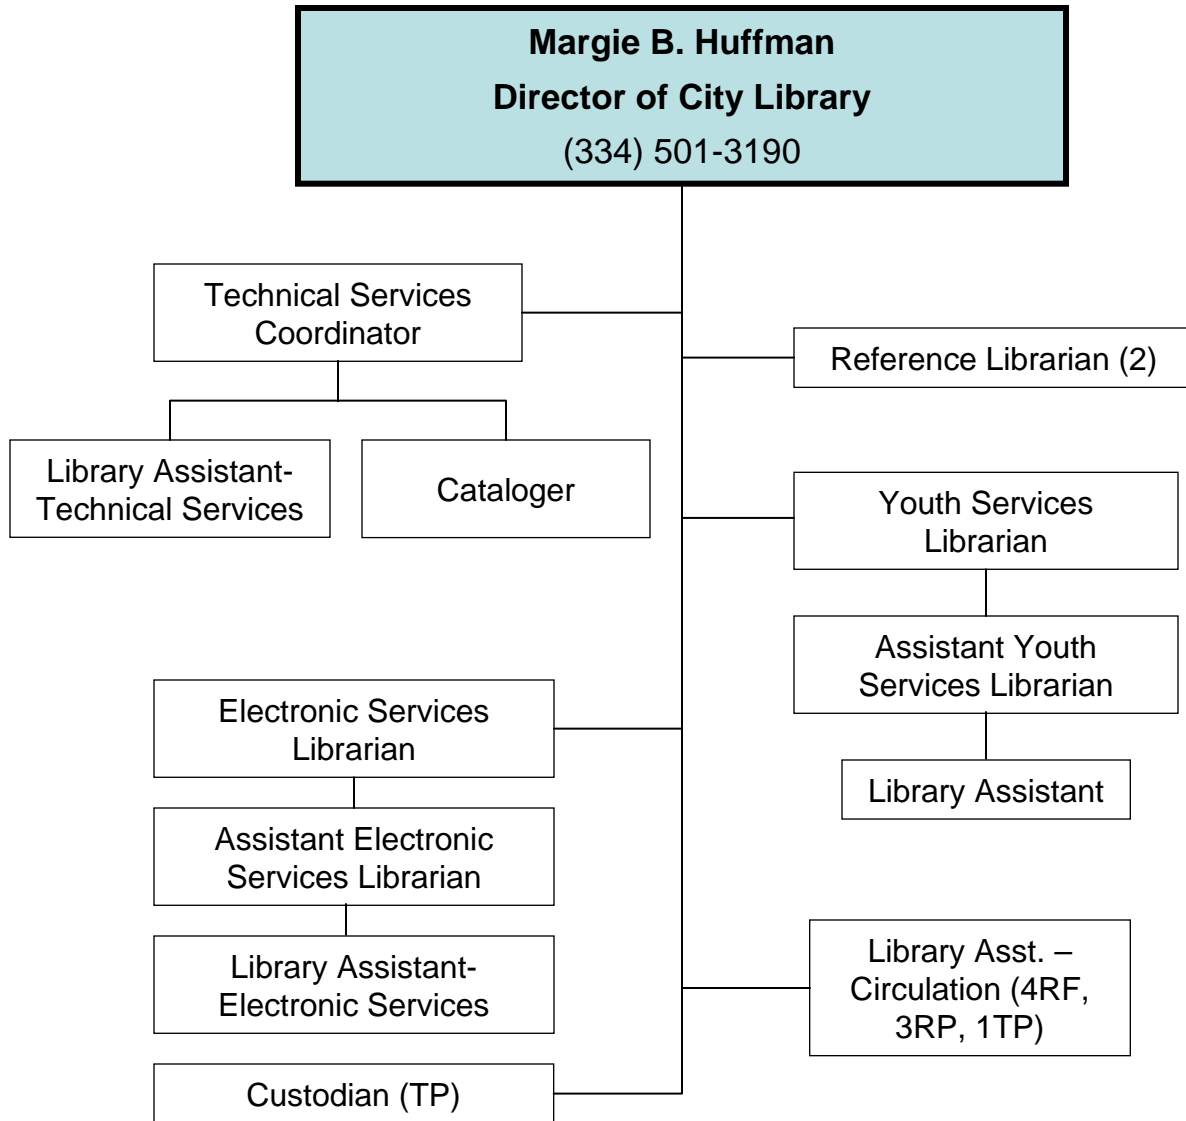 Margie B. Huffman
Director of City Library
(334) 501-3190
Technical Services
Coordinator
Reference Librarian (2)
Library Assistant-
Technical Services
Cataloger
Youth Services
Librarian
Assistant Youth
Services Librarian
Electronic Services
Librarian
Library Assistant
Assistant Electronic
Services Librarian
Library Assistant-
Electronic Services
Library Asst. –
Circulation (4RF,
3RP, 1TP)
Custodian (TP)